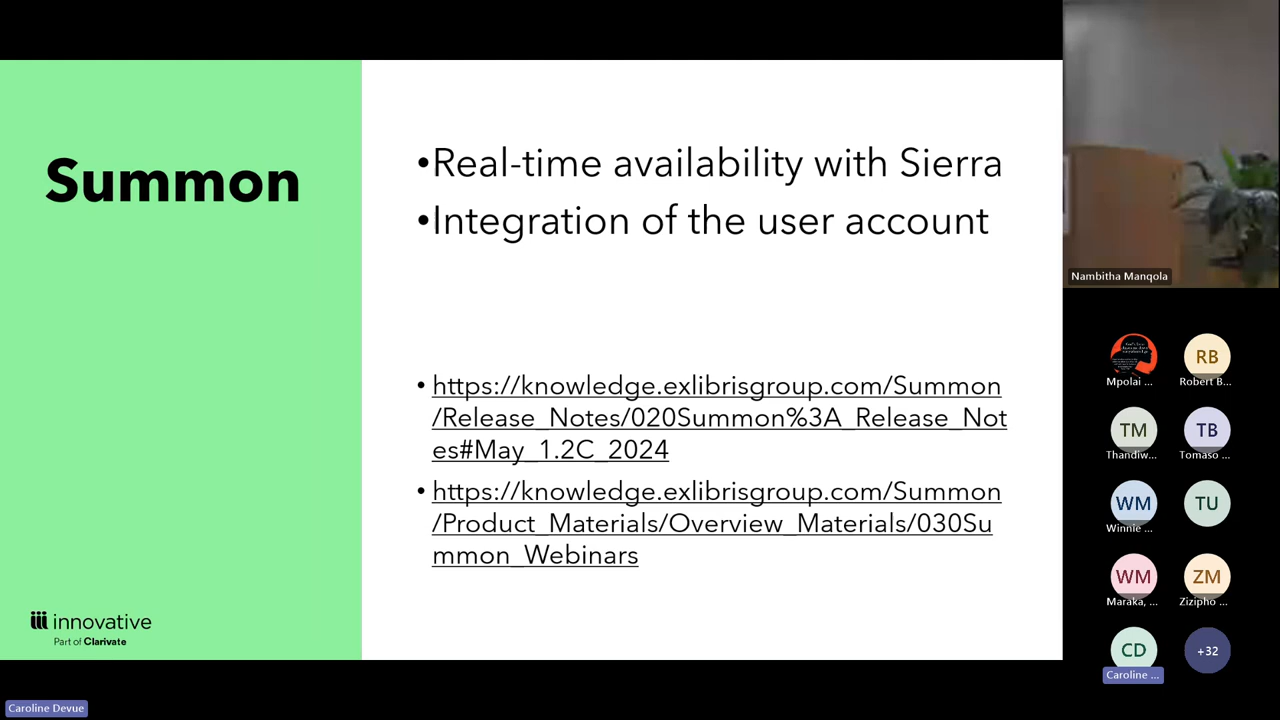 Summon
•Real-time availability with Sierra
•Integration of the user account
• https://knowledge.exlibrisgroup.com/Summon
/Release_Notes/020Summon%3A_Release_Not
es#May_1.2C_2024
• https://knowledge.exlibrisgroup.com/Summon
/Product_Materials/Overview_Materials/030Su
mmon_Webinars
iii innovative
Part of Clarivate
Caroline Devue
Nambitha Manqola
Mpolai ...
RB
Robert B...
TM
Thandiw...
TB
Tomaso ...
WM
Winnie ...
TU
WM
Maraka, ...
ZM
Zizipho ...
CD
Caroline ...
+32